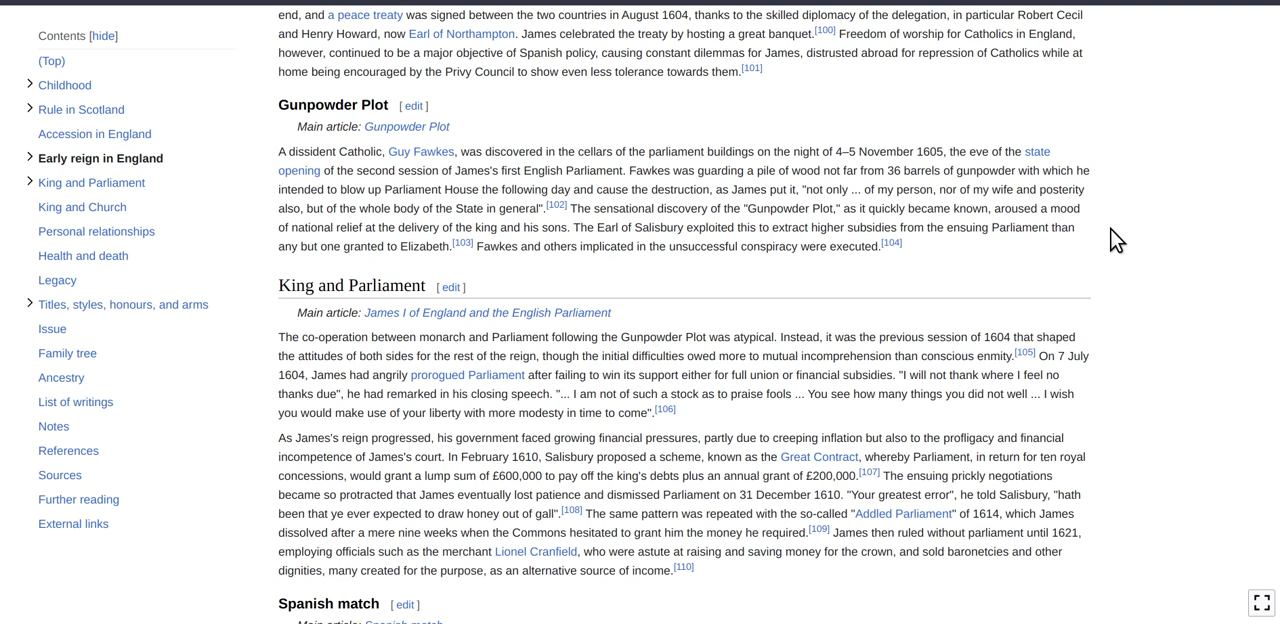 Contents [hide]
(Top)
Childhood
Rule in Scotland
Accession in England
Early reign in England
King and Parliament
King and Church
Personal relationships
Health and death
Legacy
Titles, styles, honours, and arms
Issue
Family tree
Ancestry
List of writings
Notes
References
Sources
Further reading
External links
end, and a peace treaty was signed between the two countries in August 1604, thanks to the skilled diplomacy of the delegation, in particular Robert Cecil
and Henry Howard, now Earl of Northampton. James celebrated the treaty by hosting a great banquet.[100] Freedom of worship for Catholics in England,
however, continued to be a major objective of Spanish policy, causing constant dilemmas for James, distrusted abroad for repression of Catholics while at
home being encouraged by the Privy Council to show even less tolerance towards them.[101]
Gunpowder Plot [ edit ]
Main article: Gunpowder Plot
A dissident Catholic, Guy Fawkes, was discovered in the cellars of the parliament buildings on the night of 4–5 November 1605, the eve of the state
opening of the second session of James's first English Parliament. Fawkes was guarding a pile of wood not far from 36 barrels of gunpowder with which he
intended to blow up Parliament House the following day and cause the destruction, as James put it, "not only ... of my person, nor of my wife and posterity
also, but of the whole body of the State in general".[102] The sensational discovery of the "Gunpowder Plot," as it quickly became known, aroused a mood
of national relief at the delivery of the king and his sons. The Earl of Salisbury exploited this to extract higher subsidies from the ensuing Parliament than
any but one granted to Elizabeth.[103] Fawkes and others implicated in the unsuccessful conspiracy were executed.[104]
King and Parliament [ edit ]
Main article: James I of England and the English Parliament
The co-operation between monarch and Parliament following the Gunpowder Plot was atypical. Instead, it was the previous session of 1604 that shaped
the attitudes of both sides for the rest of the reign, though the initial difficulties owed more to mutual incomprehension than conscious enmity.[105] On 7 July
1604, James had angrily prorogued Parliament after failing to win its support either for full union or financial subsidies. "I will not thank where I feel no
thanks due", he had remarked in his closing speech. "... I am not of such a stock as to praise fools ... You see how many things you did not well ... I wish
you would make use of your liberty with more modesty in time to come".[106]
As James's reign progressed, his government faced growing financial pressures, partly due to creeping inflation but also to the profligacy and financial
incompetence of James's court. In February 1610, Salisbury proposed a scheme, known as the Great Contract, whereby Parliament, in return for ten royal
concessions, would grant a lump sum of £600,000 to pay off the king's debts plus an annual grant of £200,000.[107] The ensuing prickly negotiations
became so protracted that James eventually lost patience and dismissed Parliament on 31 December 1610. "Your greatest error", he told Salisbury, "hath
been that ye ever expected to draw honey out of gall".[108] The same pattern was repeated with the so-called "Addled Parliament" of 1614, which James
dissolved after a mere nine weeks when the Commons hesitated to grant him the money he required.[109] James then ruled without parliament until 1621,
employing officials such as the merchant Lionel Cranfield, who were astute at raising and saving money for the crown, and sold baronetcies and other
dignities, many created for the purpose, as an alternative source of income.[110]
Spanish match [ edit ]
Main article: Spanish match